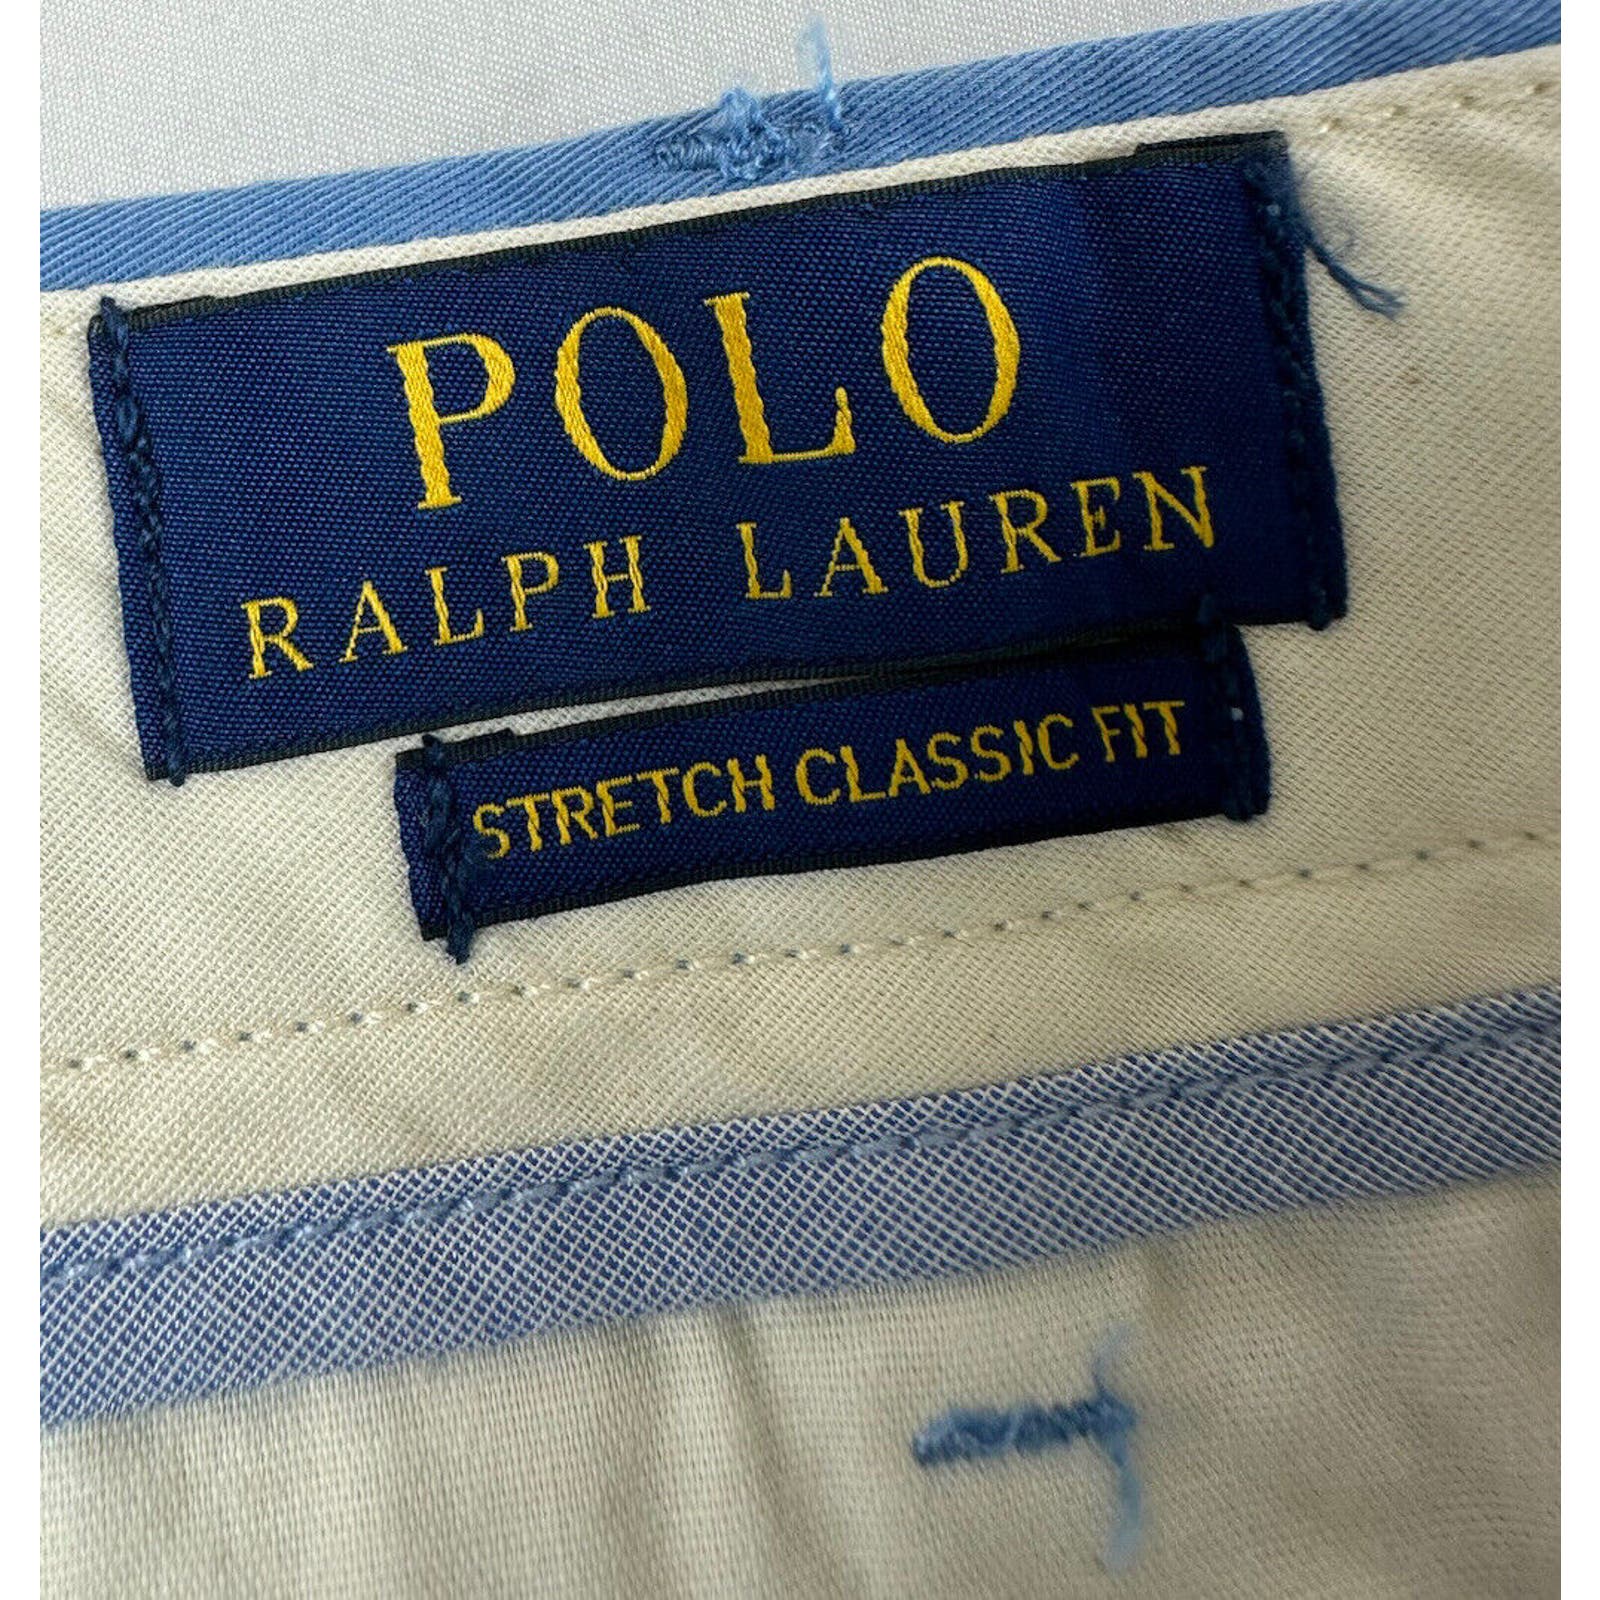 POLO
RALPH LAUREN
STRETCH CLASSIC FIT